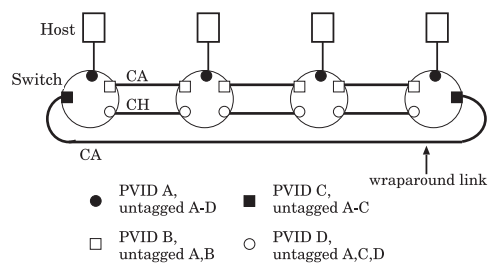 Host
Switch
CA
CH
CA
wraparound link
PVID A,
untagged A-D
PVID C,
untagged A-C
PVID B,
untagged A,B
PVID D,
untagged A,C,D